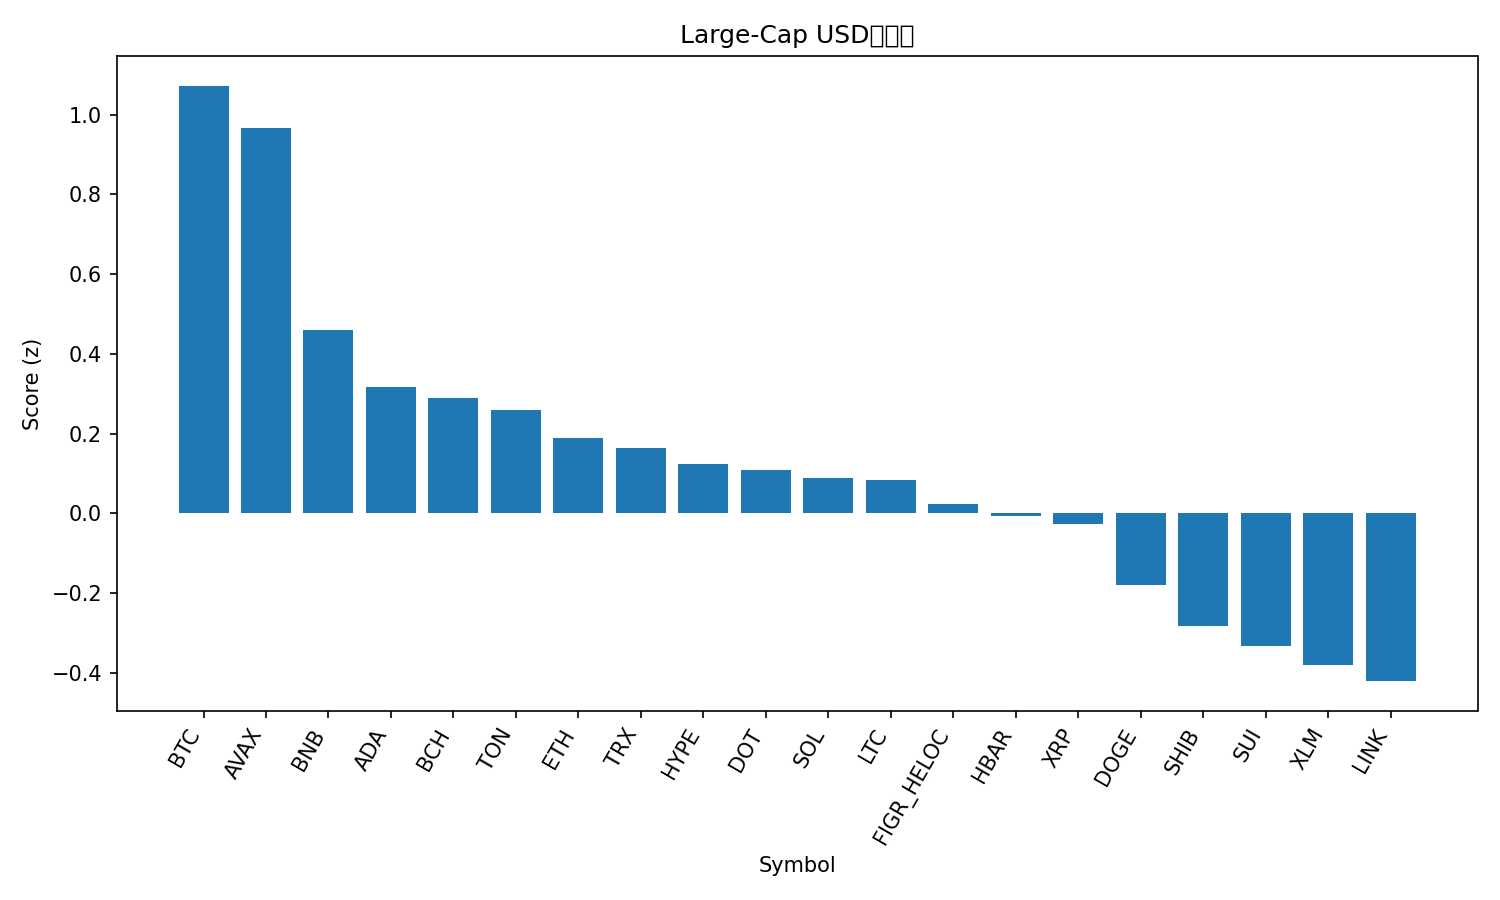 Large-Cap USD
Score (z)
1.0
0.8
0.6
0.4
0.2
0.0
−0.2
−0.4
BTC
AVAX
BNB
ADA
BCH
TON
ETH
TRX
HYPE
DOT
SOL
LTC
FIGR_HELOC
HBAR
XRP
DOGE
SHIB
SUI
XLM
LINK
Symbol